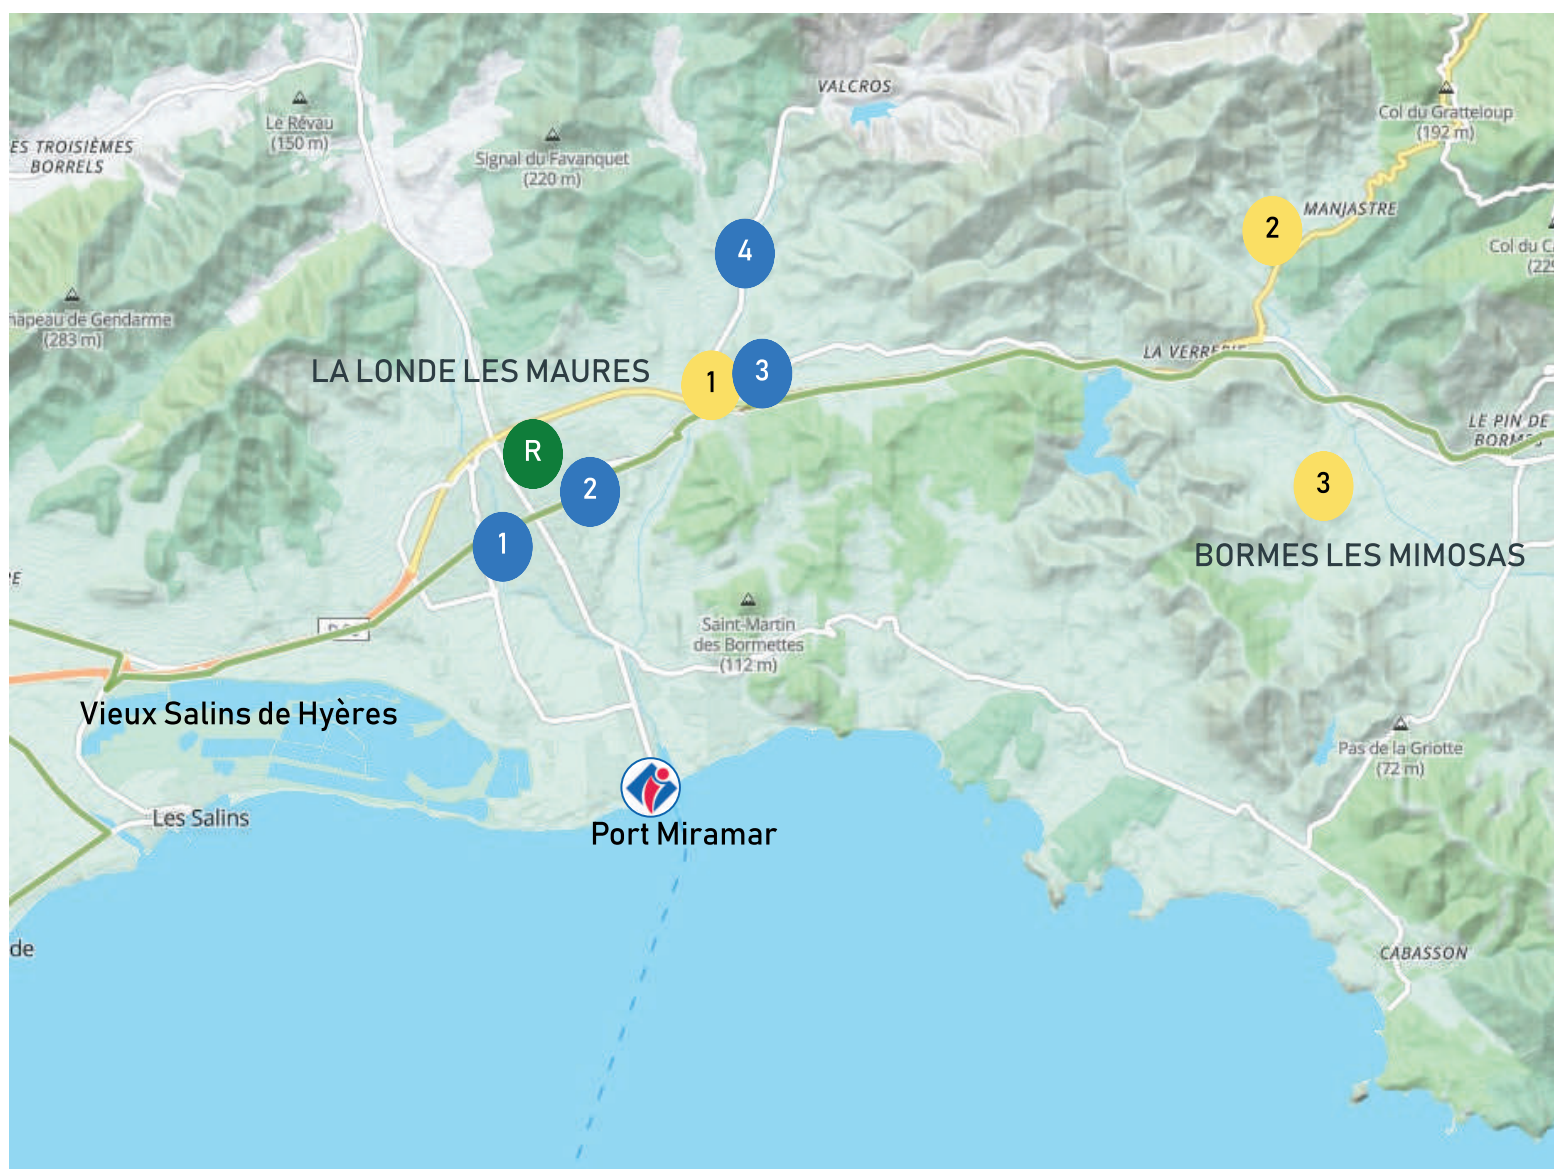 VALCROS
Col du Gratteloup
(192 m)
Le Révau
(150 m)
ES TROISIÈMES
BORRELS
Signal du Favanquet
(220 m)
MANJASTRE
2
4
Col du C
(22
hapeau de Gendarme
(283 m)
LA LONDE LES MAURES
1
3
LA VERRERIE
LE PIN DE
BORMES
R
2
3
1
BORMES LES MIMOSAS
Saint-Martin
des Bormettes
(112 m)
Vieux Salins de Hyères
Pas de la Griotte
(72 m)
Les Salins
Port Miramar
de
CABASSON